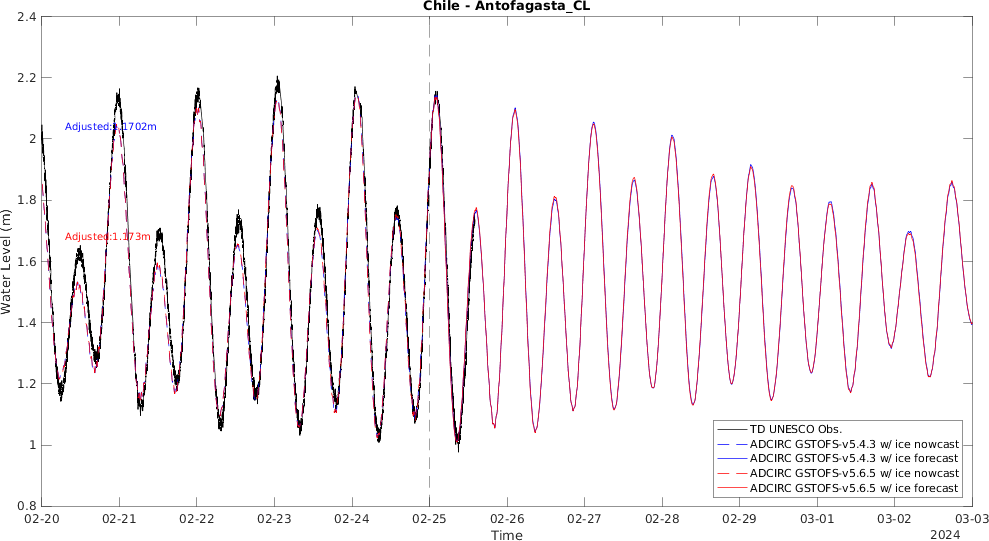 Chile - Antofagasta_CL
2.4
2.2
2
1.8
1.6
1.4
1.2
1
0.8
Water Level (m)
Adjusted:1.1702m
Adjusted:1.173m
TD UNESCO Obs.
ADCIRC GSTOFS-v5.4.3 w/ ice nowcast
ADCIRC GSTOFS-v5.4.3 w/ ice forecast
ADCIRC GSTOFS-v5.6.5 w/ ice nowcast
ADCIRC GSTOFS-v5.6.5 w/ ice forecast
02-20 02-21 02-22 02-23 02-24 02-25 02-26 02-27 02-28 02-29 03-01 03-02 03-03
Time
2024